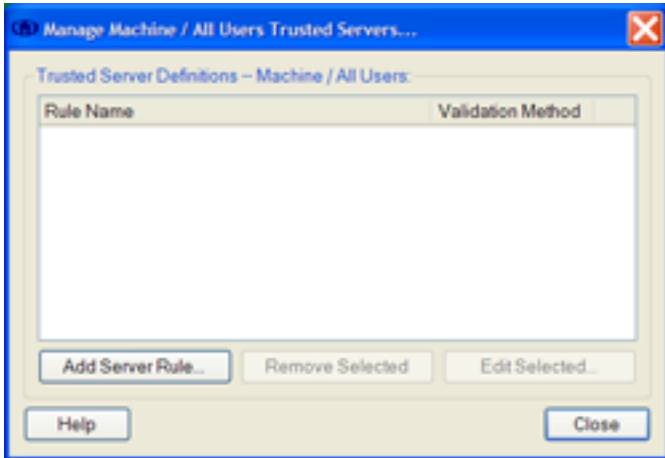 Manage Machine / All Users Trusted Servers...
Trusted Server Definitions – Machine / All Users:
Rule Name Validation Method
Add Server Rule... Remove Selected Edit Selected...
Help Close